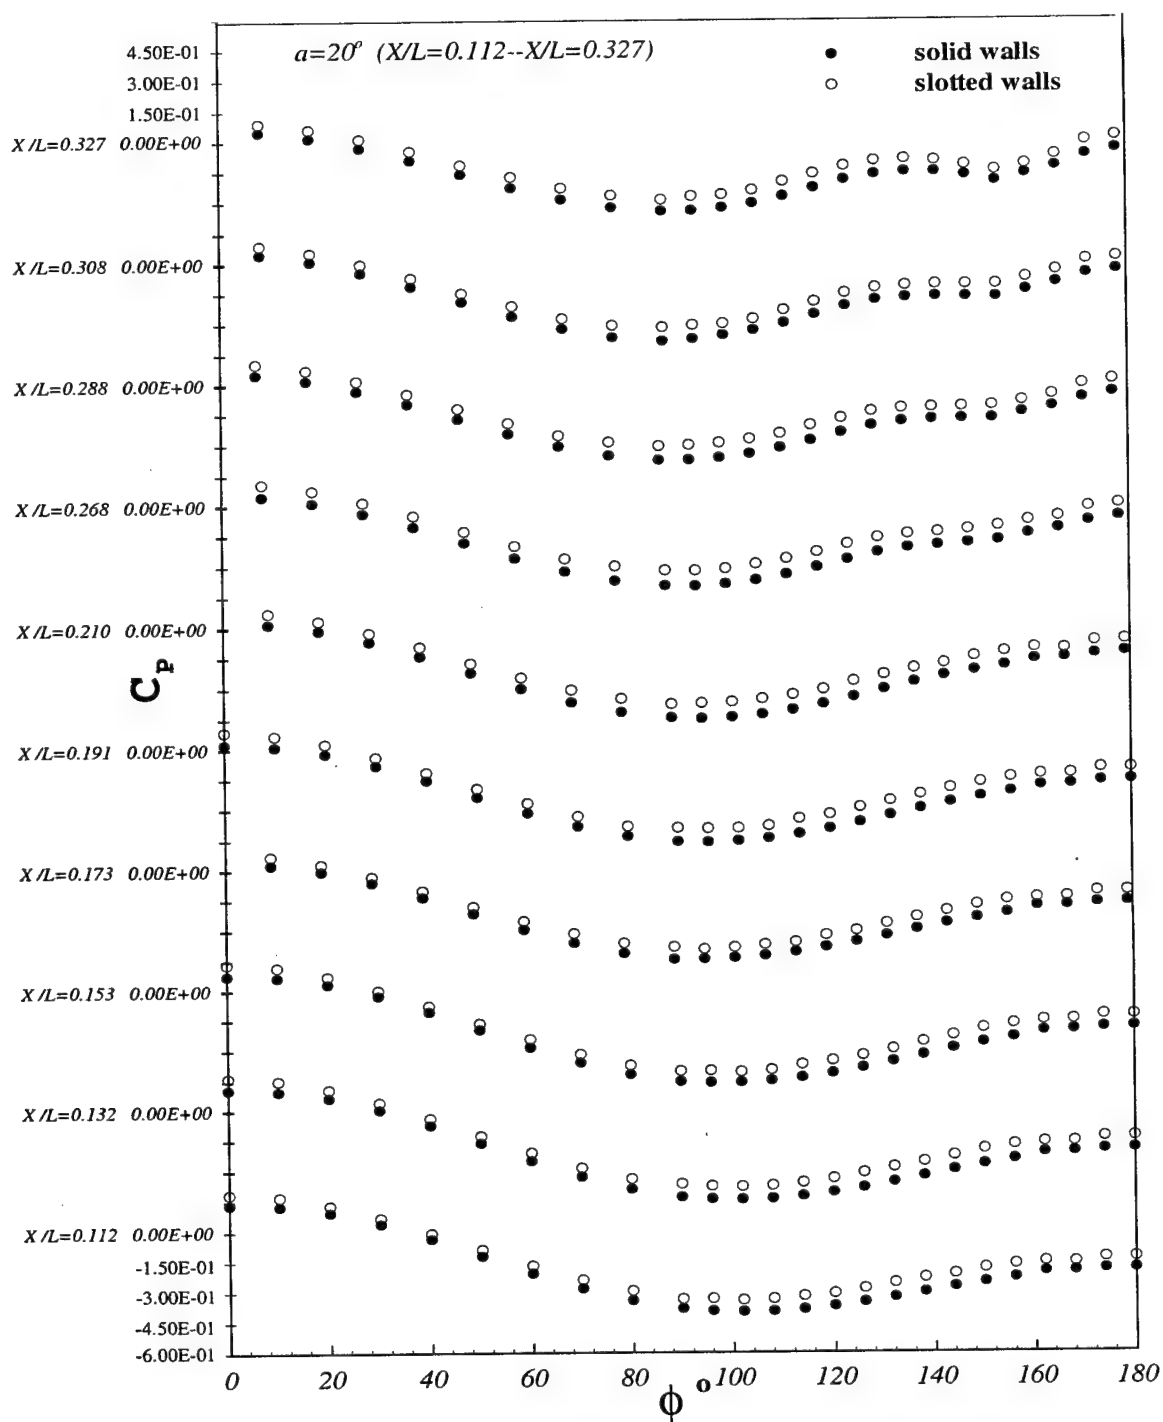 4.50E-01
a=20° (X/L=0.112--X/L=0.327)
solid walls
3.00E-01
slotted walls
1.50E-01
X/L=0.327 0.00E+00
X/L=0.308 0.00E+00
X/L=0.288 0.00E+00
X/L=0.268 0.00E+00
X/L=0.210 0.00E+00
Cp
X/L=0.191 0.00E+00
X/L=0.173 0.00E+00
X/L=0.153 0.00E+00
X/L=0.132 0.00E+00
X/L=0.112 0.00E+00
-1.50E-01
-3.00E-01
-4.50E-01
-6.00E-01
0 20 40 60 80 100 120 140 160 180
ϕ°